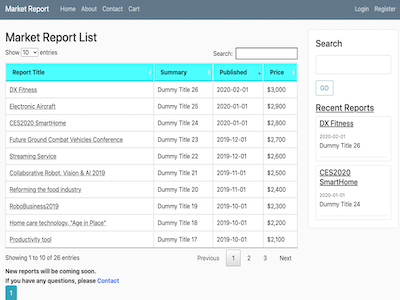 Market Report Home About Contact Cart Login Register
Market Report List
Show 10 entries Search:
Report Title Summary Published Price
DX Fitness Dummy Title 26 2020-02-01 $3,000
Electronic Aircraft Dummy Title 25 2020-01-01 $2,900
CES2020 SmartHome Dummy Title 24 2020-01-01 $2,800
Future Ground Combat Vehicles Conference Dummy Title 23 2019-12-01 $2,700
Streaming Service Dummy Title 22 2019-12-01 $2,600
Collaborative Robot, Vision & AI 2019 Dummy Title 21 2019-11-01 $2,500
Reforming the food industry Dummy Title 20 2019-11-01 $2,400
RoboBusiness2019 Dummy Title 19 2019-10-01 $2,300
Home care technology, "Age in Place" Dummy Title 18 2019-10-01 $2,200
Productivity tool Dummy Title 17 2019-10-01 $2,100
Showing 1 to 10 of 26 entries Previous 1 2 3 Next
New reports will be coming soon.
If you have any questions, please Contact
1
Search
GO
Recent Reports
DX Fitness
2020-02-01
Dummy Title 26
CES2020
SmartHome
2020-01-01
Dummy Title 24